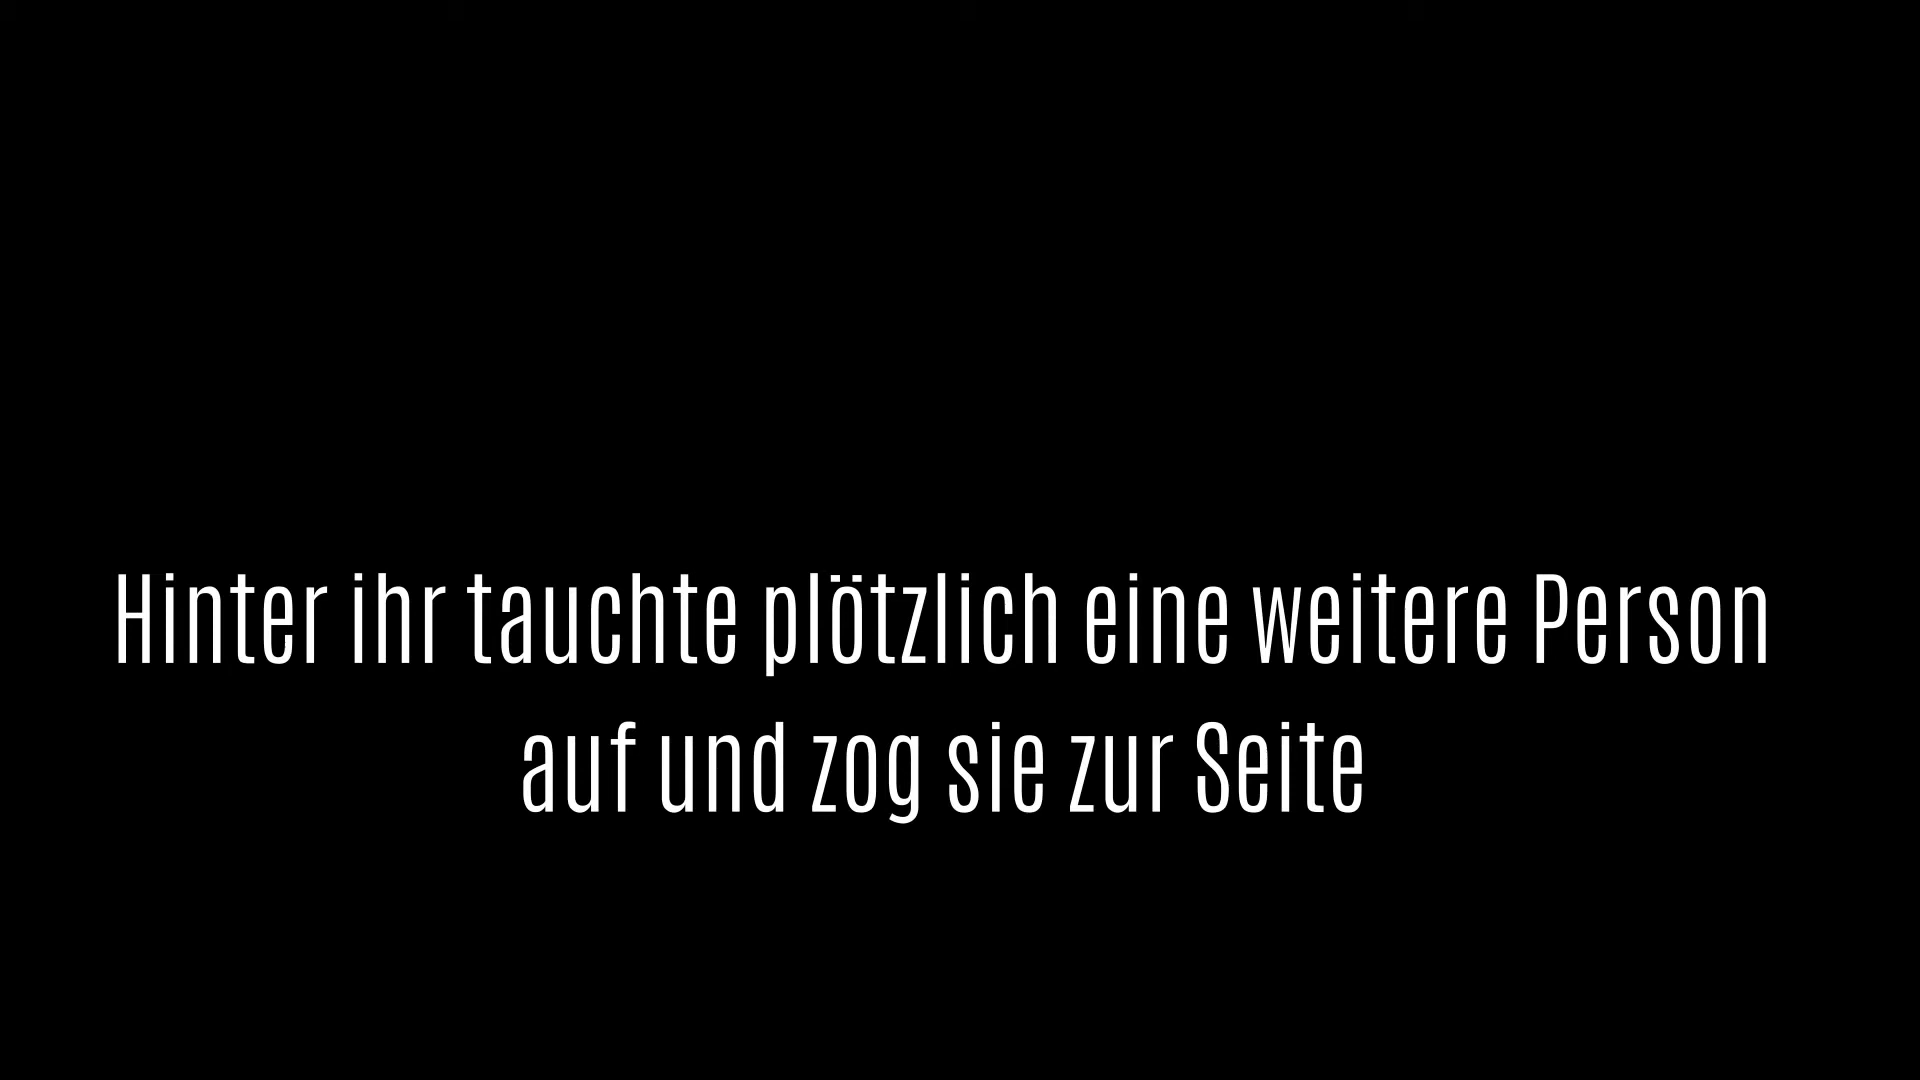 Hinter ihr tauchte plötzlich eine weitere Person
auf und zog sie zur Seite